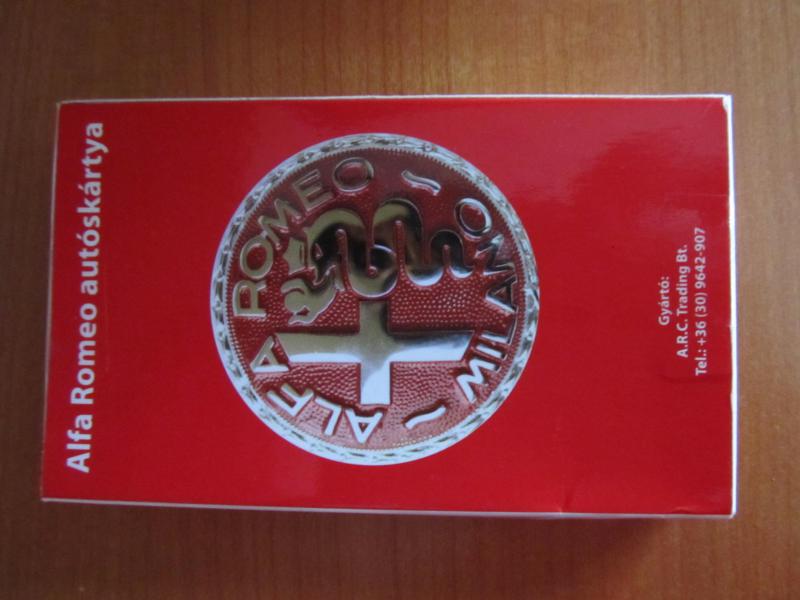 Alfa Romeo autóskártya
ALFA ROMEO
MILANO
Gyártó:
A.R.C. Trading Bt.
Tel.: +36 (30) 9642-907